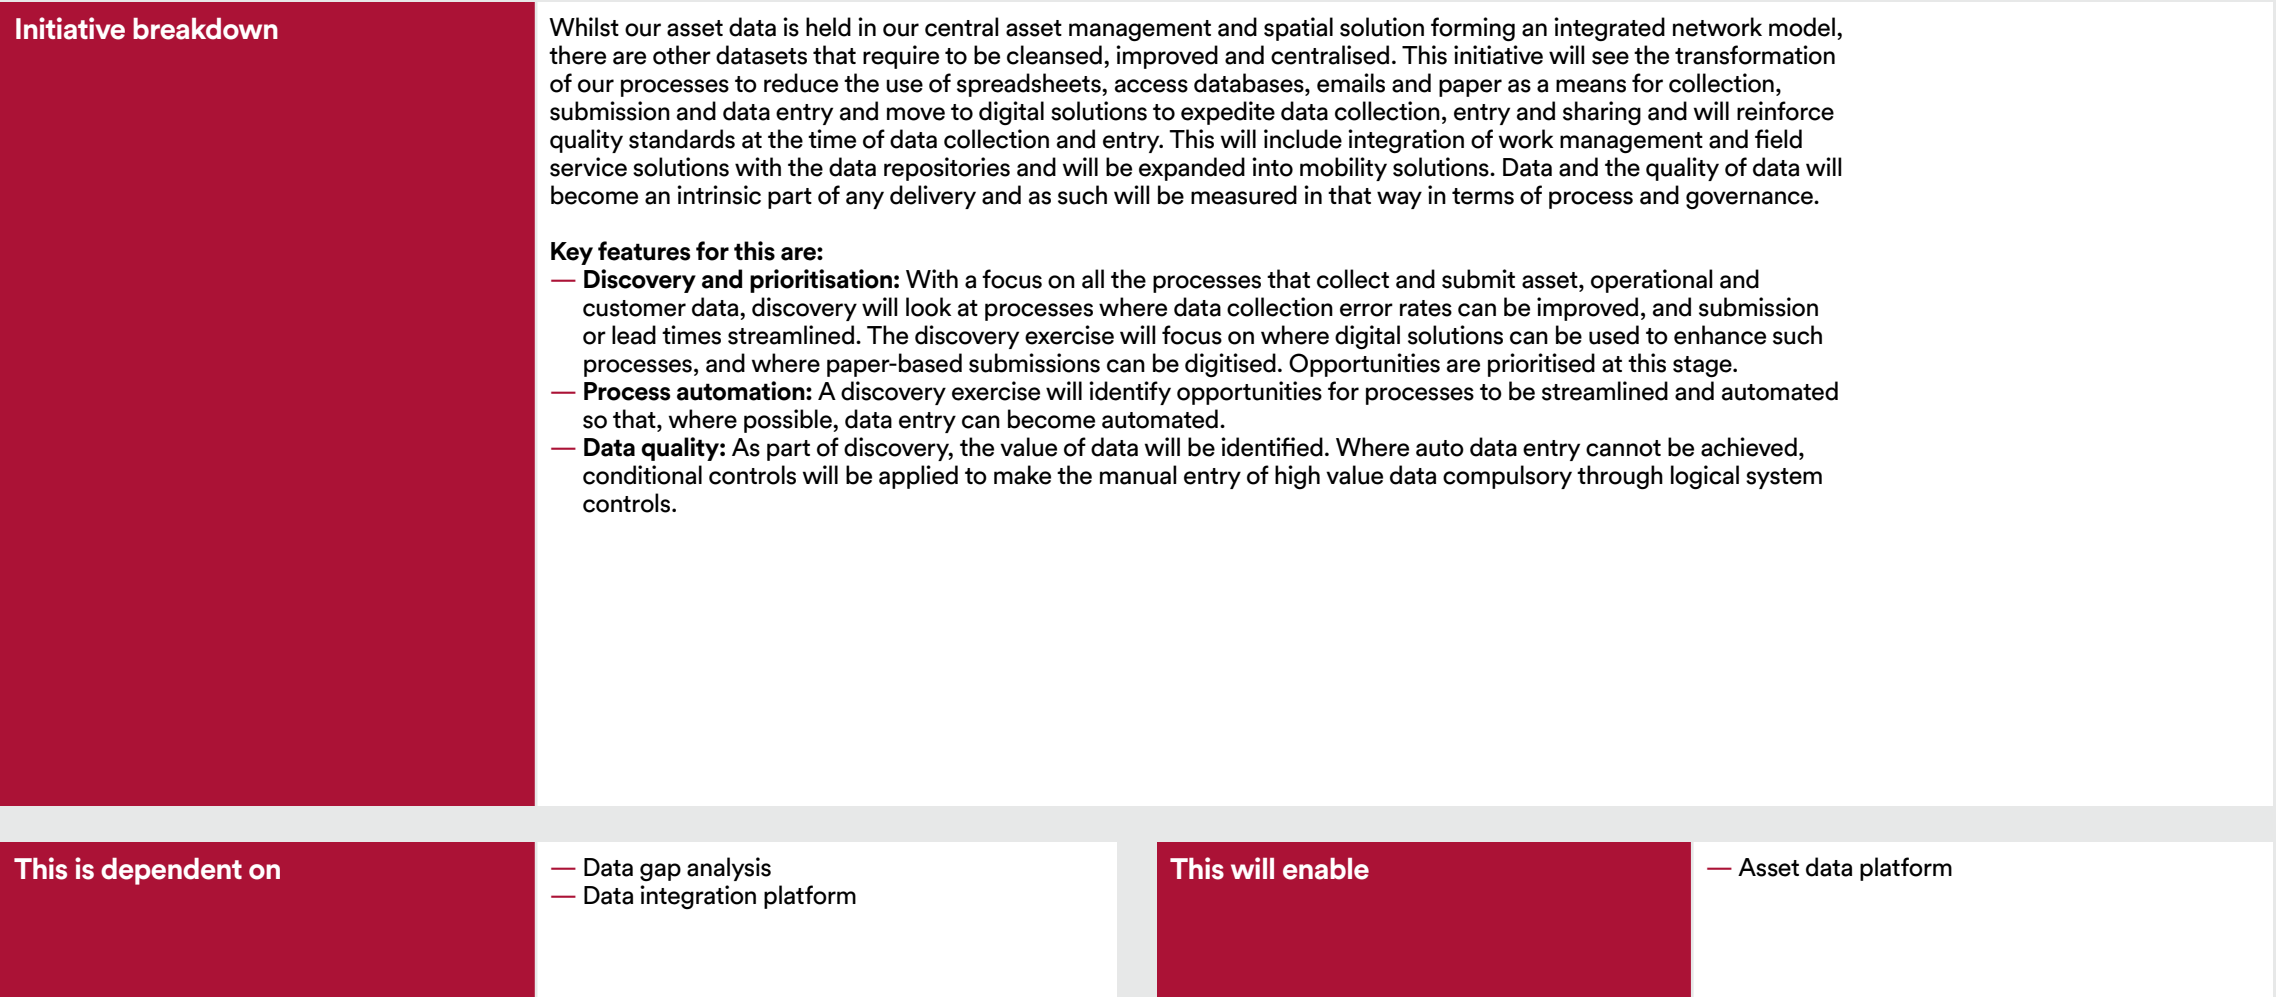 Initiative breakdown
Whilst our asset data is held in our central asset management and spatial solution forming an integrated network model,
there are other datasets that require to be cleansed, improved and centralised. This initiative will see the transformation
of our processes to reduce the use of spreadsheets, access databases, emails and paper as a means for collection,
submission and data entry and move to digital solutions to expedite data collection, entry and sharing and will reinforce
quality standards at the time of data collection and entry. This will include integration of work management and field
service solutions with the data repositories and will be expanded into mobility solutions. Data and the quality of data will
become an intrinsic part of any delivery and as such will be measured in that way in terms of process and governance.
Key features for this are:
— Discovery and prioritisation: With a focus on all the processes that collect and submit asset, operational and
customer data, discovery will look at processes where data collection error rates can be improved, and submission
or lead times streamlined. The discovery exercise will focus on where digital solutions can be used to enhance such
processes, and where paper-based submissions can be digitised. Opportunities are prioritised at this stage.
— Process automation: A discovery exercise will identify opportunities for processes to be streamlined and automated
so that, where possible, data entry can become automated.
— Data quality: As part of discovery, the value of data will be identified. Where auto data entry cannot be achieved,
conditional controls will be applied to make the manual entry of high value data compulsory through logical system
controls.
This is dependent on
— Data gap analysis
— Data integration platform
This will enable
— Asset data platform